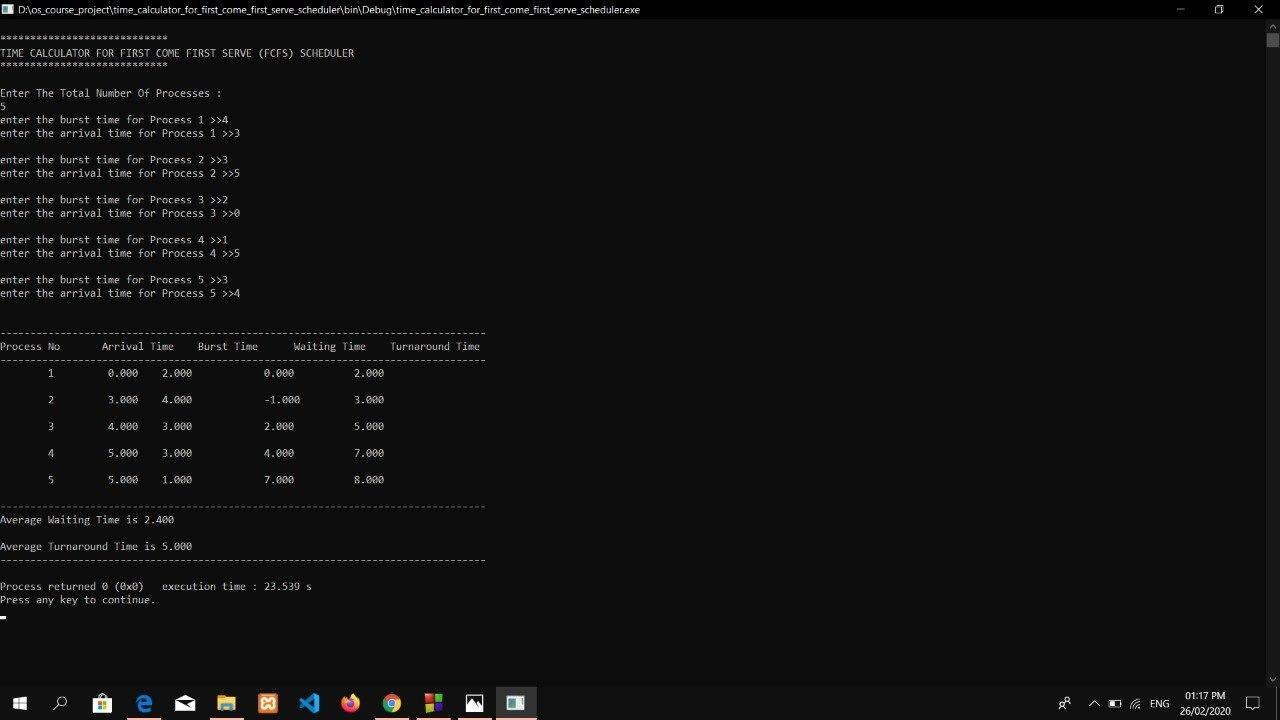 D:\os_course_project\time_calculator_for_first_come_first_serve_scheduler\bin\Debug\time_calculator_for_first_come_first_serve_scheduler.exe
****************************
TIME CALCULATOR FOR FIRST COME FIRST SERVE (FCFS) SCHEDULER
****************************
Enter The Total Number Of Processes :
5
enter the burst time for Process 1 >>4
enter the arrival time for Process 1 >>3
enter the burst time for Process 2 >>3
enter the arrival time for Process 2 >>5
enter the burst time for Process 3 >>2
enter the arrival time for Process 3 >>0
enter the burst time for Process 4 >>1
enter the arrival time for Process 4 >>5
enter the burst time for Process 5 >>3
enter the arrival time for Process 5 >>4
---------------------------------------------------------------------------------
Process No Arrival Time Burst Time Waiting Time Turnaround Time
---------------------------------------------------------------------------------
1 0.000 2.000 0.000 2.000
2 3.000 4.000 -1.000 3.000
3 4.000 3.000 2.000 5.000
4 5.000 3.000 4.000 7.000
5 5.000 1.000 7.000 8.000
---------------------------------------------------------------------------------
Average Waiting Time is 2.400
Average Turnaround Time is 5.000
---------------------------------------------------------------------------------
Process returned 0 (0x0) execution time : 23.539 s
Press any key to continue.
ENG
01:17 PM
26/02/2020